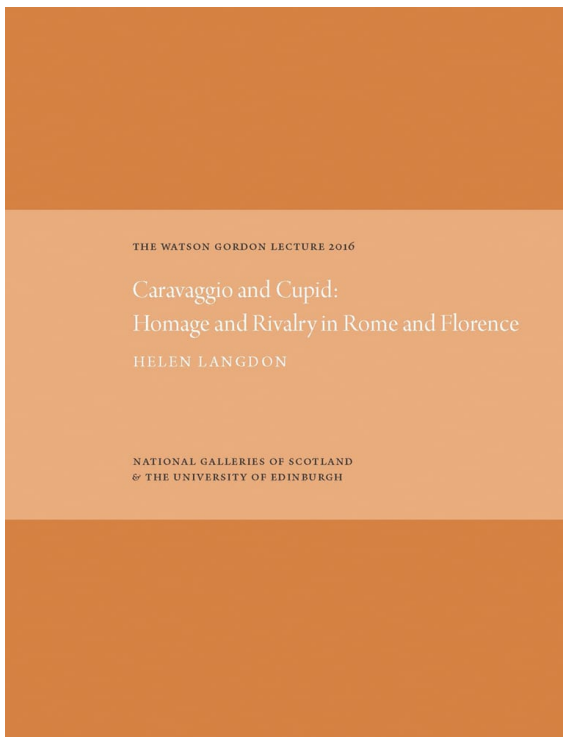 THE WATSON GORDON LECTURE 2016
Caravaggio and Cupid:
Homage and Rivalry in Rome and Florence
HELEN LANGDON
NATIONAL GALLERIES OF SCOTLAND
& THE UNIVERSITY OF EDINBURGH